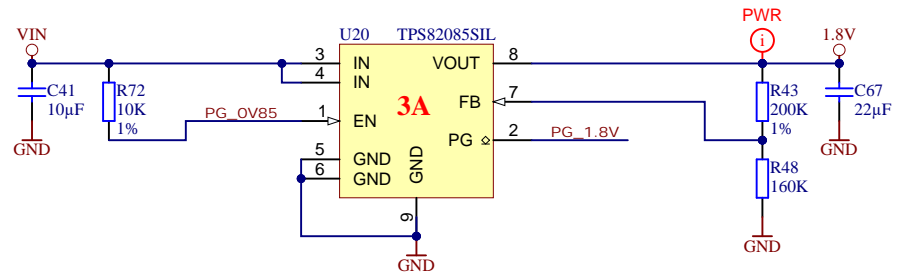 PWR
VIN
U20 TPS82085SIL
1.8V
3 IN VOUT 8
4 IN
C41
10µF
R72
10K
1%
PG_0V85
1 EN
3A
FB 7
PG 2
PG_1.8V
R43
200K
1%
C67
22µF
GND
GND
5 GND
6 GND
GND
9
R48
160K
GND
GND
i